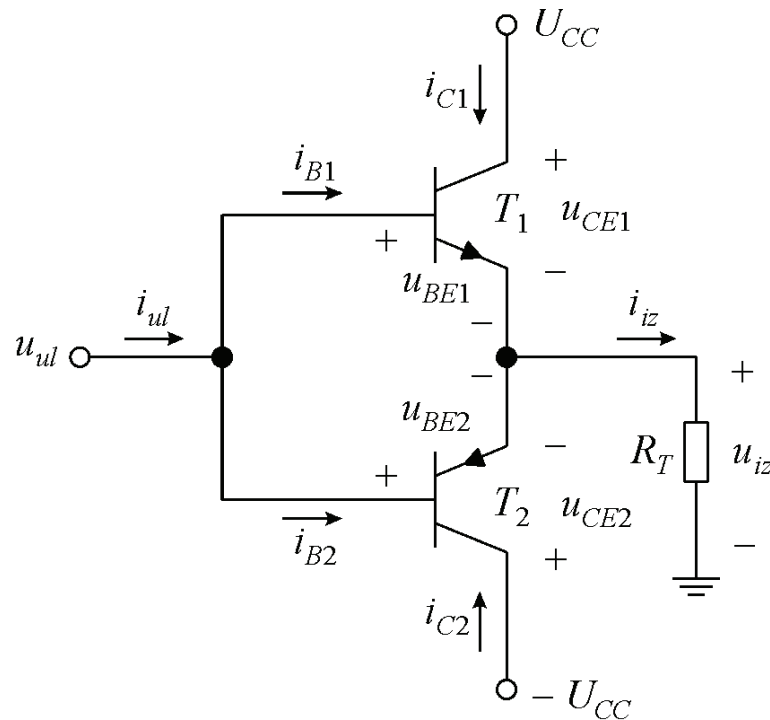 U_CC
i_C1
i_B1
+
T_1
u_CE1
+
u_BE1
−
i_ul
−
i_iz
u_ul
−
+
u_BE2
−
R_T
u_iz
+
T_2
u_CE2
i_B2
+
−
i_C2
− U_CC